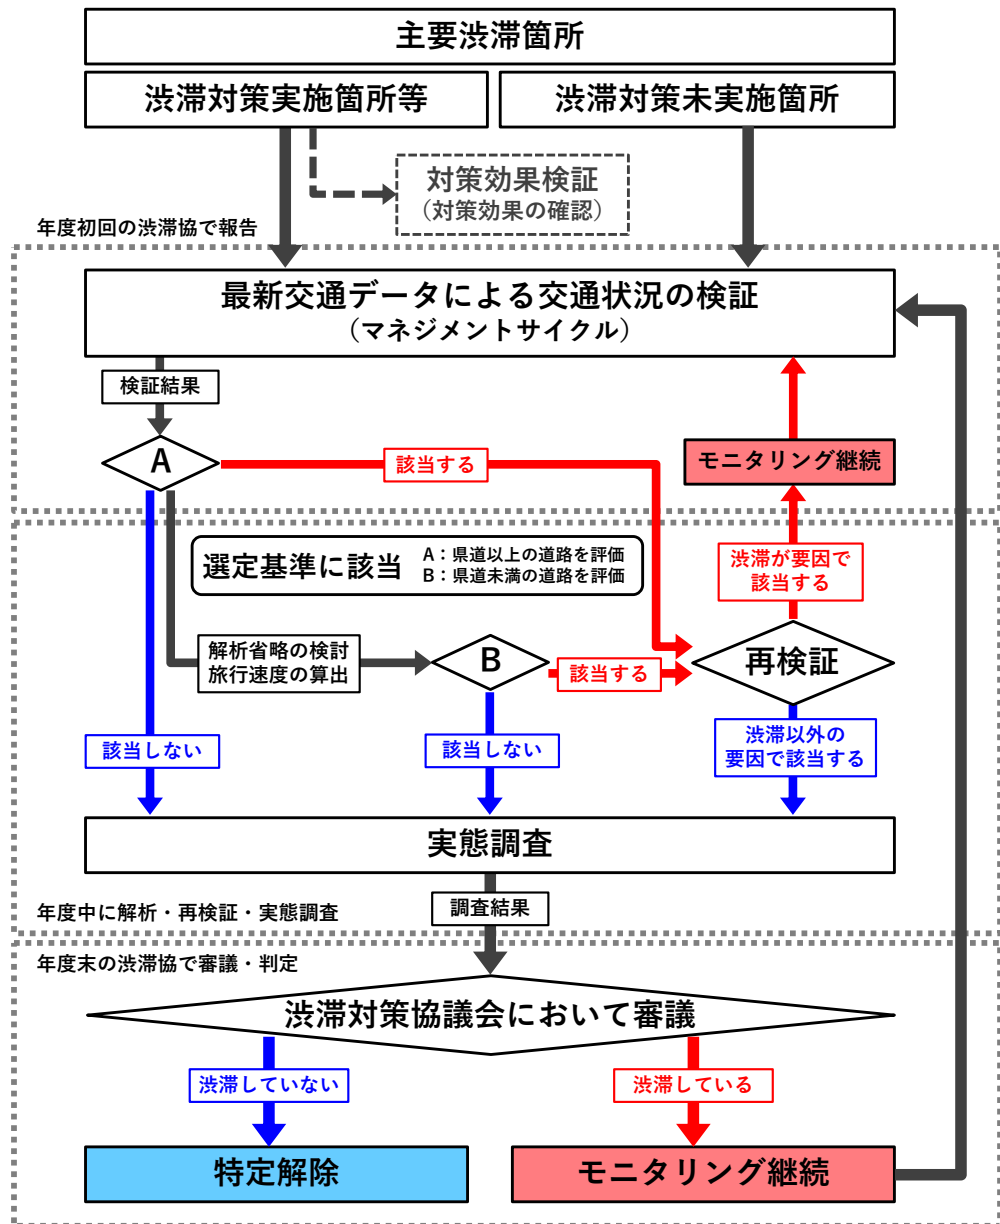 主要渋滞箇所
渋滞対策実施箇所等
渋滞対策未実施箇所
対策効果検証
（対策効果の確認）
年度初回の渋滞協で報告
最新交通データによる交通状況の検証
（マネジメントサイクル）
検証結果
A
該当する
モニタリング継続
選定基準に該当
A：県道以上の道路を評価
B：県道未満の道路を評価
渋滞が要因で
該当する
解析省略の検討
旅行速度の算出
B
該当する
再検証
該当しない
該当しない
渋滞以外の
要因で該当する
実態調査
年度中に解析・再検証・実態調査
調査結果
年度末の渋滞協で審議・判定
渋滞対策協議会において審議
渋滞していない
渋滞している
特定解除
モニタリング継続